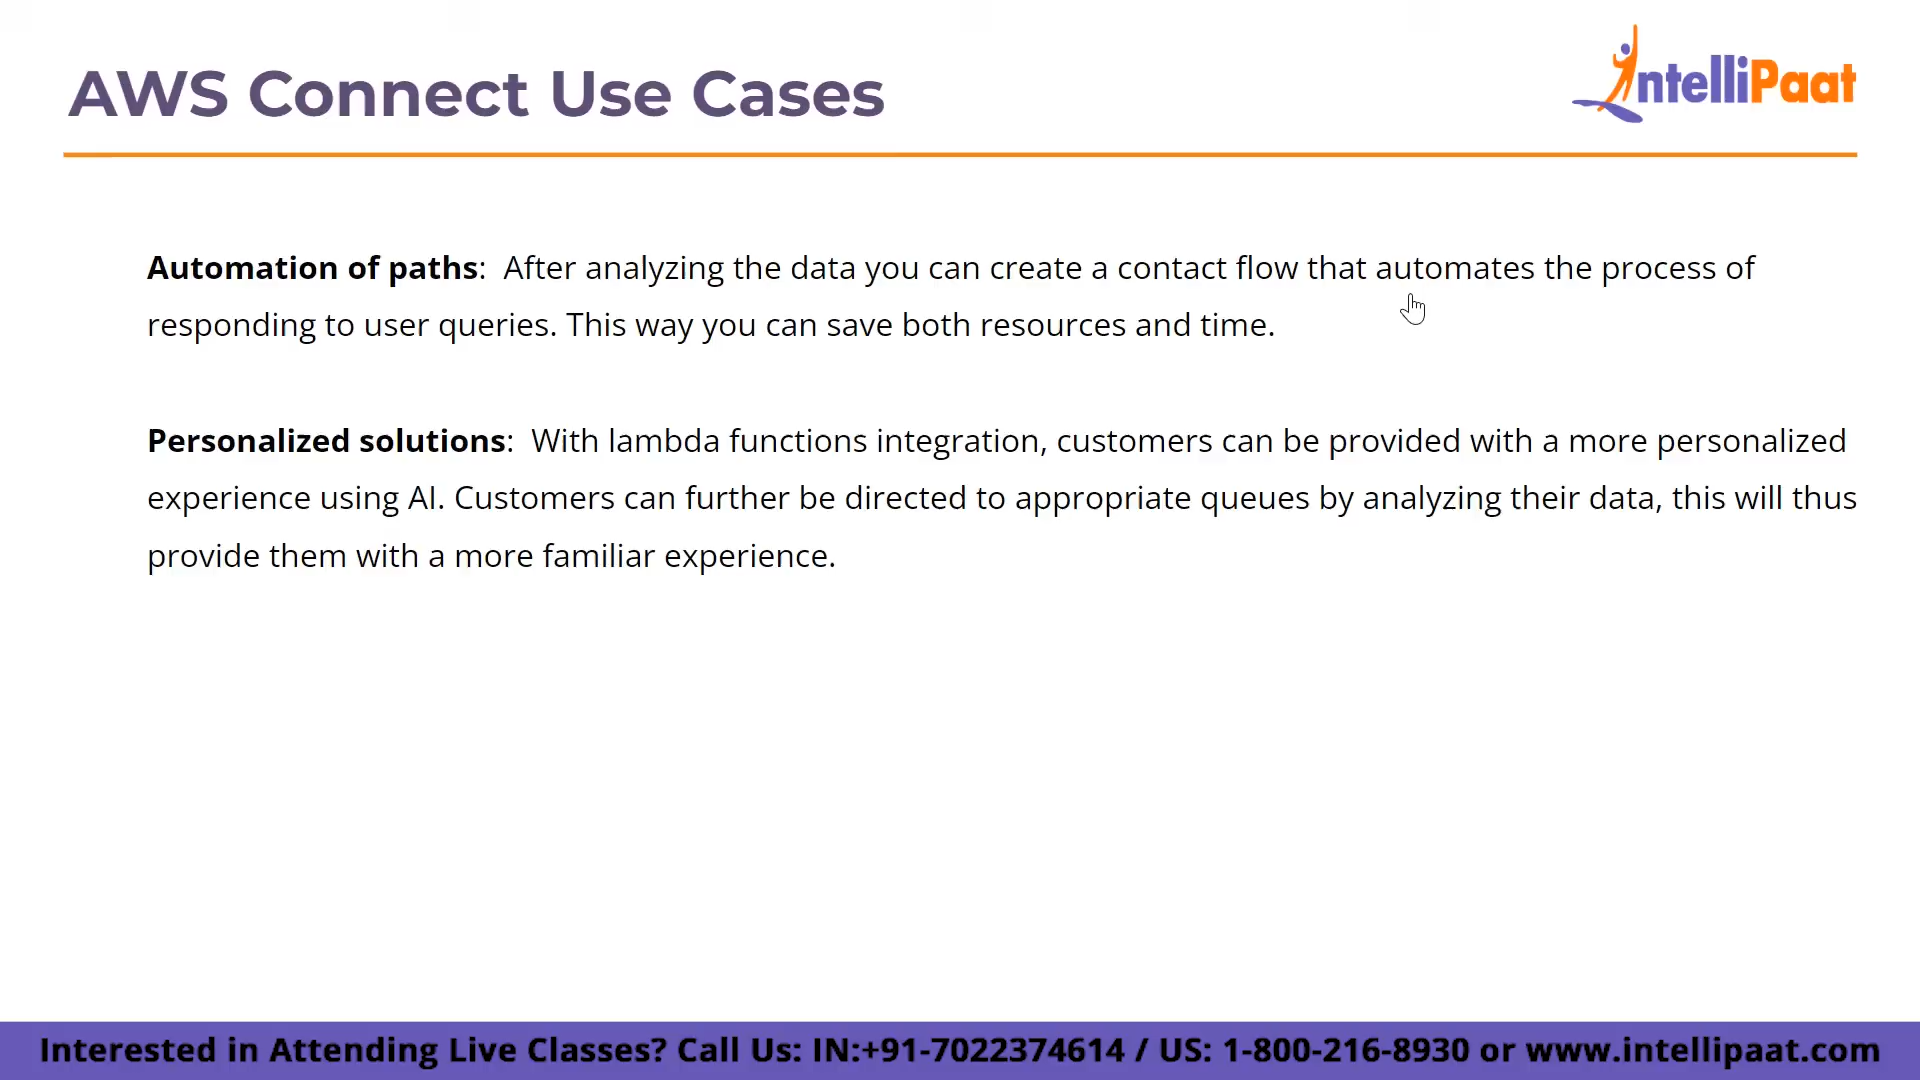 AWS Connect Use Cases
IntelliPaat
Automation of paths: After analyzing the data you can create a contact flow that automates the process of
responding to user queries. This way you can save both resources and time.
Personalized solutions: With lambda functions integration, customers can be provided with a more personalized
experience using AI. Customers can further be directed to appropriate queues by analyzing their data, this will thus
provide them with a more familiar experience.
Interested in Attending Live Classes? Call Us: IN:+91-7022374614 / US: 1-800-216-8930 or www.intellipaat.com